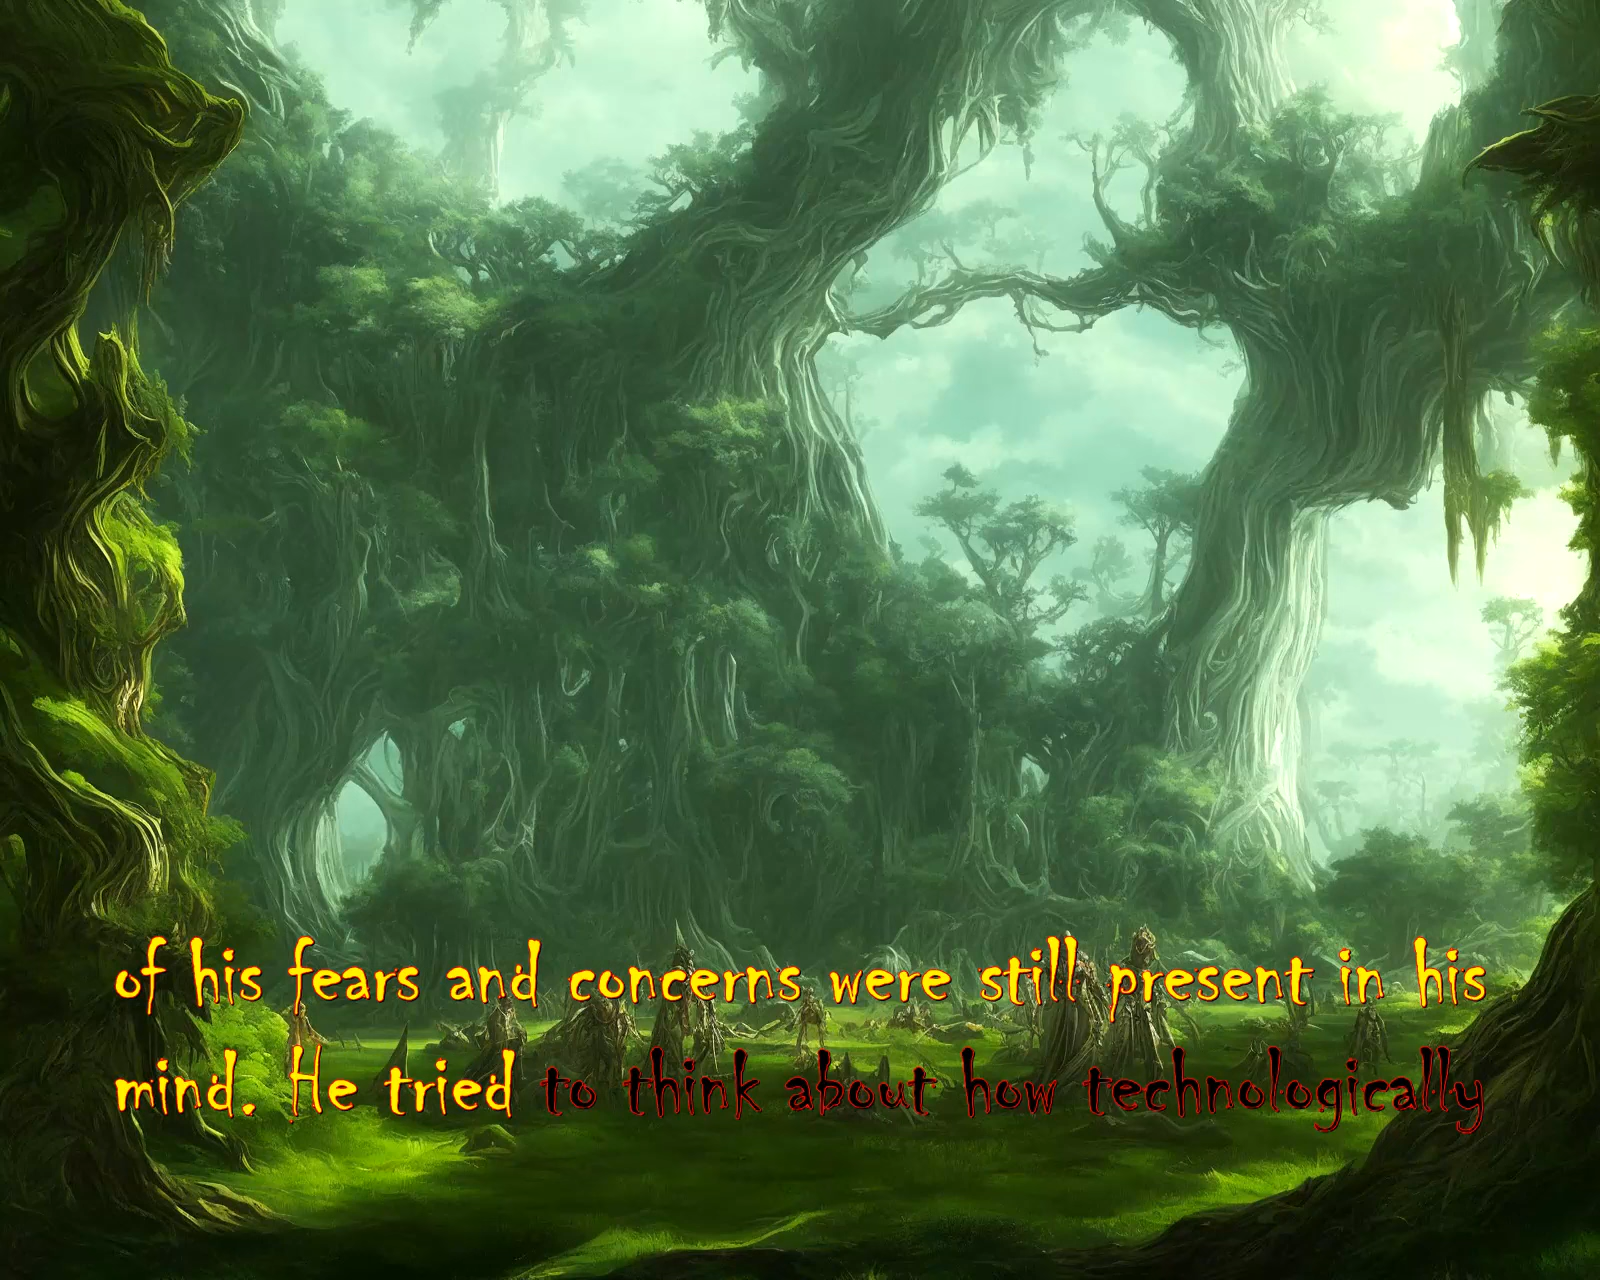 of his fears and concerns were still present in his
mind. He tried to think about how technologically